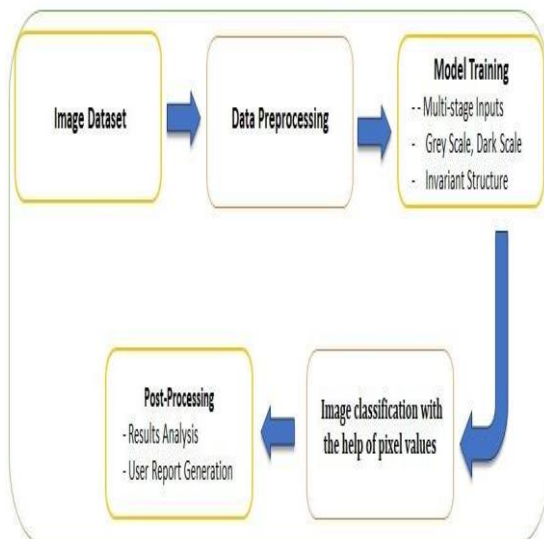 Image Dataset
Data Preprocessing
Model Training
-- Multi-stage Inputs
- Grey Scale, Dark Scale
- Invariant Structure
Image classification with
the help of pixel values
Post-Processing
- Results Analysis
- User Report Generation